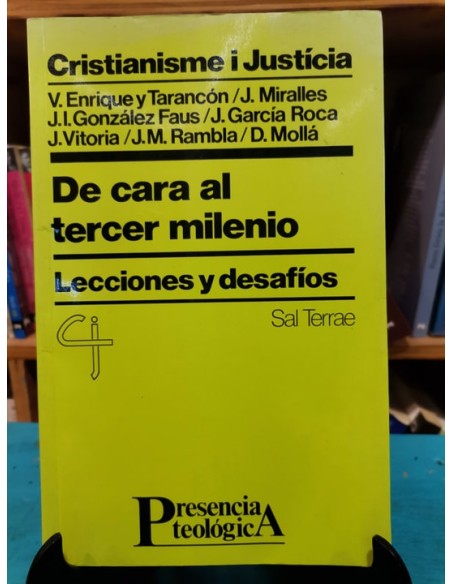 Cristianisme i Justícia
V. Enrique y Tarancón / J. Miralles
J.I. González Faus / J. García Roca
J. Vitoria / J.M. Rambla / D. Mollá
De cara al
tercer milenio
Lecciones y desafíos
Cj
Sal Terrae
Presencia
teológicA